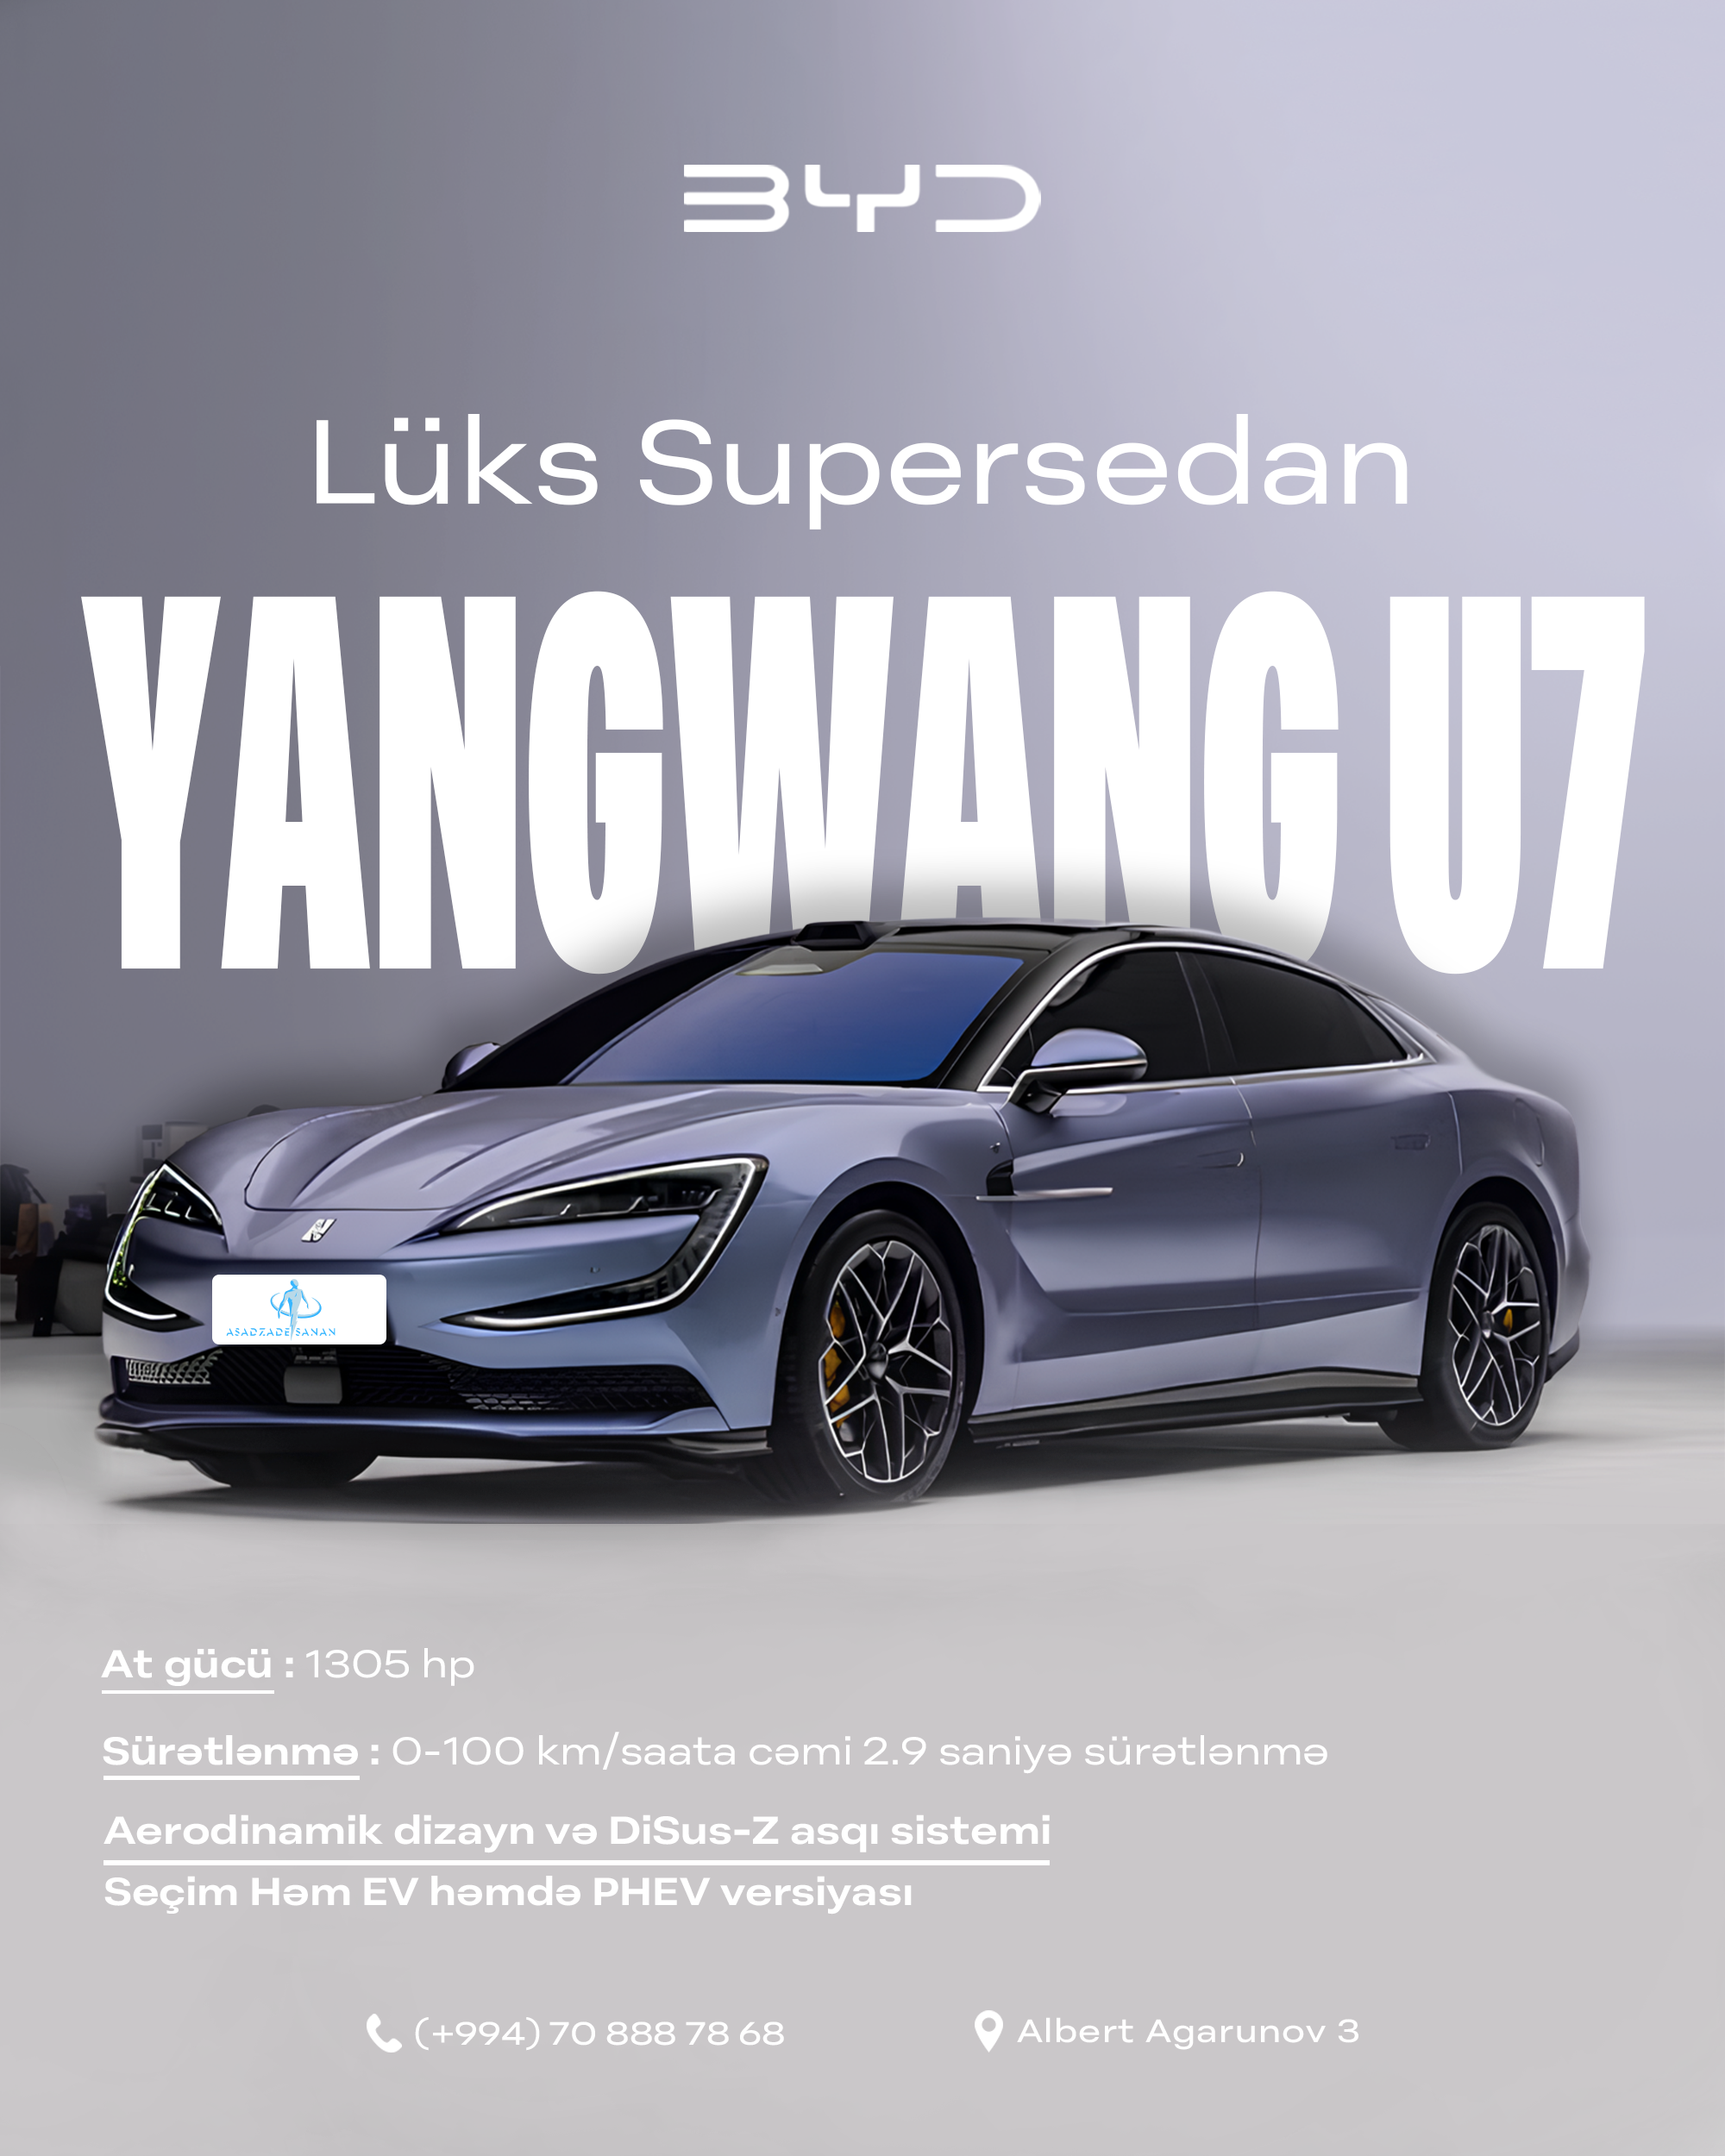 BYD
Lüks Supersedan
YANGWANG U7
ASADZADE SANAN
At gücü : 1305 hp
Sürətlənmə : 0-100 km/saata cəmi 2.9 saniyə sürətlənmə
Aerodinamik dizayn və DiSus-Z asqı sistemi
Seçim Həm EV həmdə PHEV versiyası
(+994) 70 888 78 68
Albert Agarunov 3